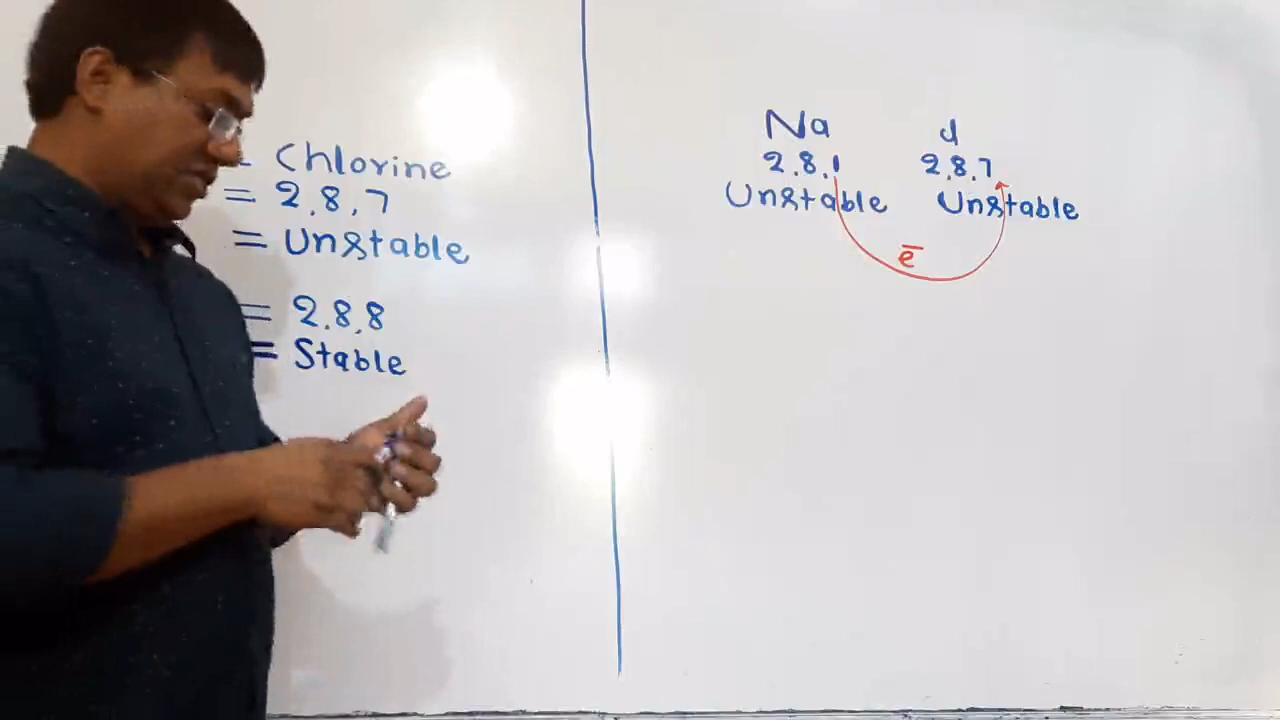 - Chlorine
= 2,8,7
= Unstable
= 2,8,8
= Stable
Na Cl
2,8,1 2,8,7
Unstable Unstable
e̅